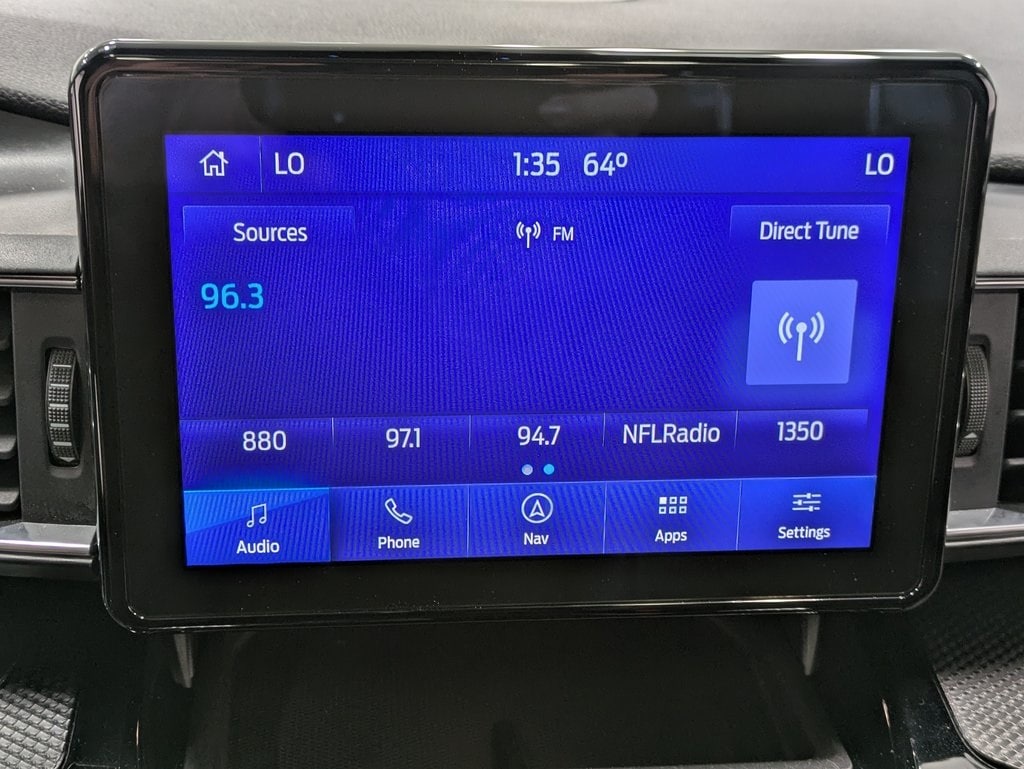 LO 1:35 64º LO
Sources FM Direct Tune
96.3
880 97.1 94.7 NFLRadio 1350
Audio Phone Nav Apps Settings